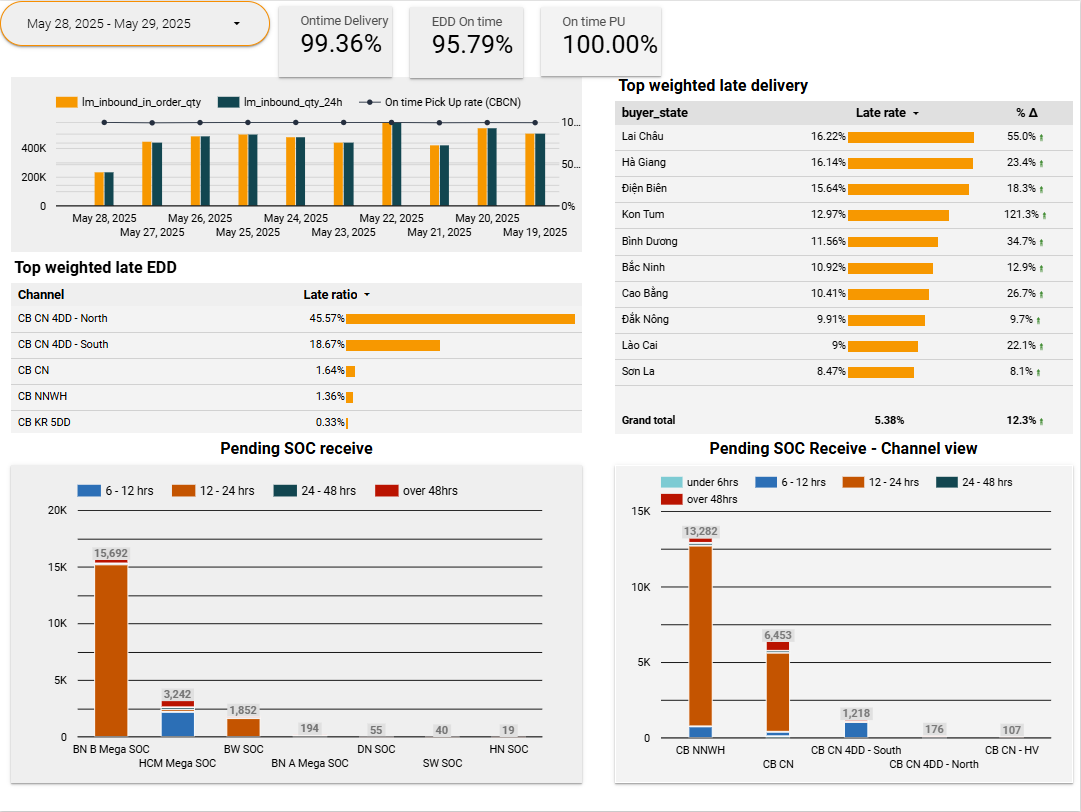 May 28, 2025 - May 29, 2025
Ontime Delivery
99.36%
EDD On time
95.79%
On time PU
100.00%
lm_inbound_in_order_qty lm_inbound_qty_24h On time Pick Up rate (CBCN)
400K
200K
0
10…
50…
0%
May 28, 2025 May 26, 2025 May 24, 2025 May 22, 2025 May 20, 2025
May 27, 2025 May 25, 2025 May 23, 2025 May 21, 2025 May 19, 2025
Top weighted late EDD
Channel Late ratio
CB CN 4DD - North 45.57%
CB CN 4DD - South 18.67%
CB CN 1.64%
CB NNWH 1.36%
CB KR 5DD 0.33%
Top weighted late delivery
buyer_state Late rate % Δ
Lai Châu 16.22% 55.0%
Hà Giang 16.14% 23.4%
Điện Biên 15.64% 18.3%
Kon Tum 12.97% 121.3%
Bình Dương 11.56% 34.7%
Bắc Ninh 10.92% 12.9%
Cao Bằng 10.41% 26.7%
Đắk Nông 9.91% 9.7%
Lào Cai 9% 22.1%
Sơn La 8.47% 8.1%
Grand total 5.38% 12.3%
Pending SOC receive
6 - 12 hrs 12 - 24 hrs 24 - 48 hrs over 48hrs
20K
15K
10K
5K
0
15,692
3,242
1,852
194
55
40
19
BN B Mega SOC BW SOC DN SOC HN SOC
HCM Mega SOC BN A Mega SOC SW SOC
Pending SOC Receive - Channel view
under 6hrs 6 - 12 hrs 12 - 24 hrs 24 - 48 hrs
over 48hrs
15K
10K
5K
0
13,282
6,453
1,218
176
107
CB NNWH CB CN 4DD - South CB CN - HV
CB CN CB CN 4DD - North